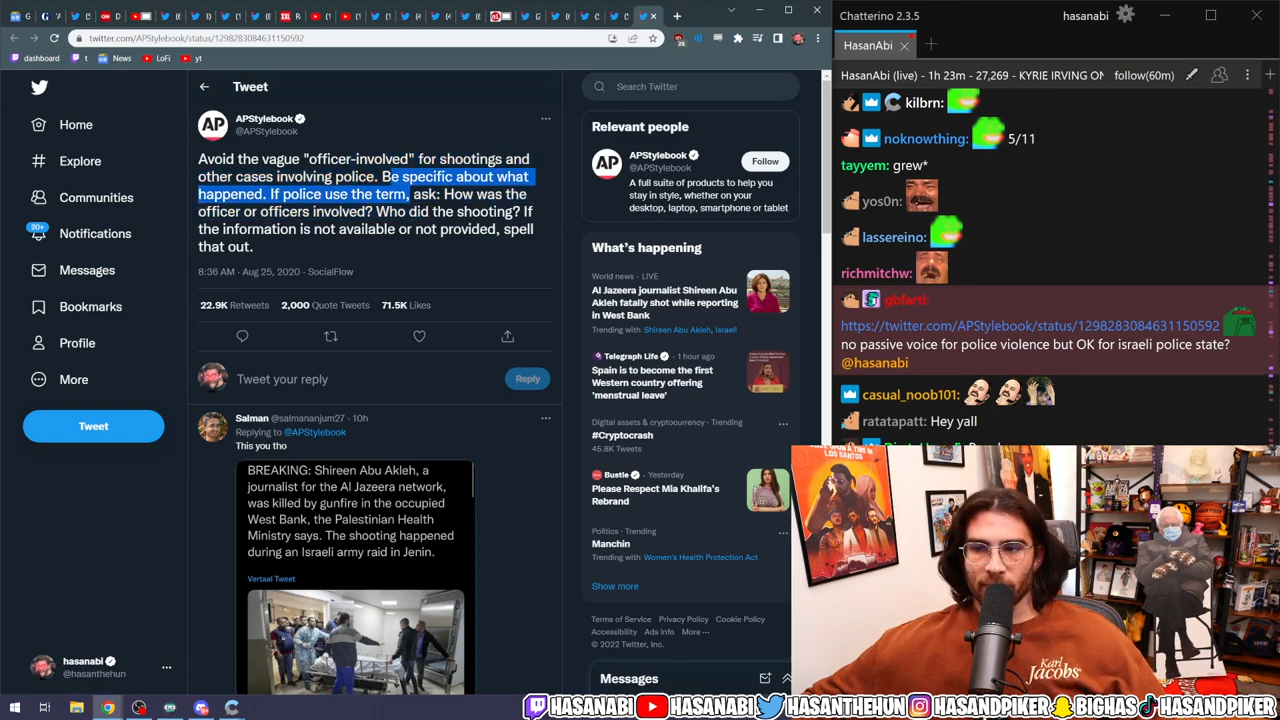 twitter.com/APStylebook/status/1298283084631150592
dashboard
t
News
LoFi
yt
Tweet
APStylebook
@APStylebook
Avoid the vague "officer-involved" for shootings and
other cases involving police. Be specific about what
happened. If police use the term, ask: How was the
officer or officers involved? Who did the shooting? If
the information is not available or not provided, spell
that out.
8:36 AM · Aug 25, 2020 · SocialFlow
22.9K Retweets 2,000 Quote Tweets 71.5K Likes
Tweet your reply
Reply
Salman @salmananjum27 · 10h
Replying to @APStylebook
This you tho
BREAKING: Shireen Abu Akleh, a
journalist for the Al Jazeera network,
was killed by gunfire in the occupied
West Bank, the Palestinian Health
Ministry says. The shooting happened
during an Israeli army raid in Jenin.
Vertaal Tweet
Home
Explore
Communities
20+
Notifications
Messages
Bookmarks
Profile
More
Tweet
hasanabi
@hasanthehun
Search Twitter
Relevant people
APStylebook
@APStylebook
Follow
A full suite of products to help you
stay in style, whether on your
desktop, laptop, smartphone or tablet
What's happening
World news · LIVE
Al Jazeera journalist Shireen Abu
Akleh fatally shot while reporting
in West Bank
Trending with Shireen Abu Akleh, Israeli
Telegraph Life · 1 hour ago
Spain is to become the first
Western country offering
'menstrual leave'
Digital assets & cryptocurrency · Trending
#Cryptocrash
45.8K Tweets
Bustle · Yesterday
Please Respect Mia Khalifa's
Rebrand
Politics · Trending
Manchin
Trending with Women's Health Protection Act
Show more
Terms of Service Privacy Policy Cookie Policy
Accessibility Ads info More ···
© 2022 Twitter, Inc.
Messages
Chatterino 2.3.5
hasanabi
HasanAbi
HasanAbi (live) - 1h 23m - 27,269 - KYRIE IRVING ON
follow(60m)
kilbrn:
noknowthing: 5/11
tayyem: grew*
yos0n:
lassereino:
richmitchw:
gbfarti:
https://twitter.com/APStylebook/status/1298283084631150592
no passive voice for police violence but OK for israeli police state?
@hasanabi
casual_noob101:
ratatapatt: Hey yall
LOS SANTOS
Karl
Jacobs
HASANABI HASANABI HASANTHEHUN HASANDPIKER BIGHAS HASANDPIKER